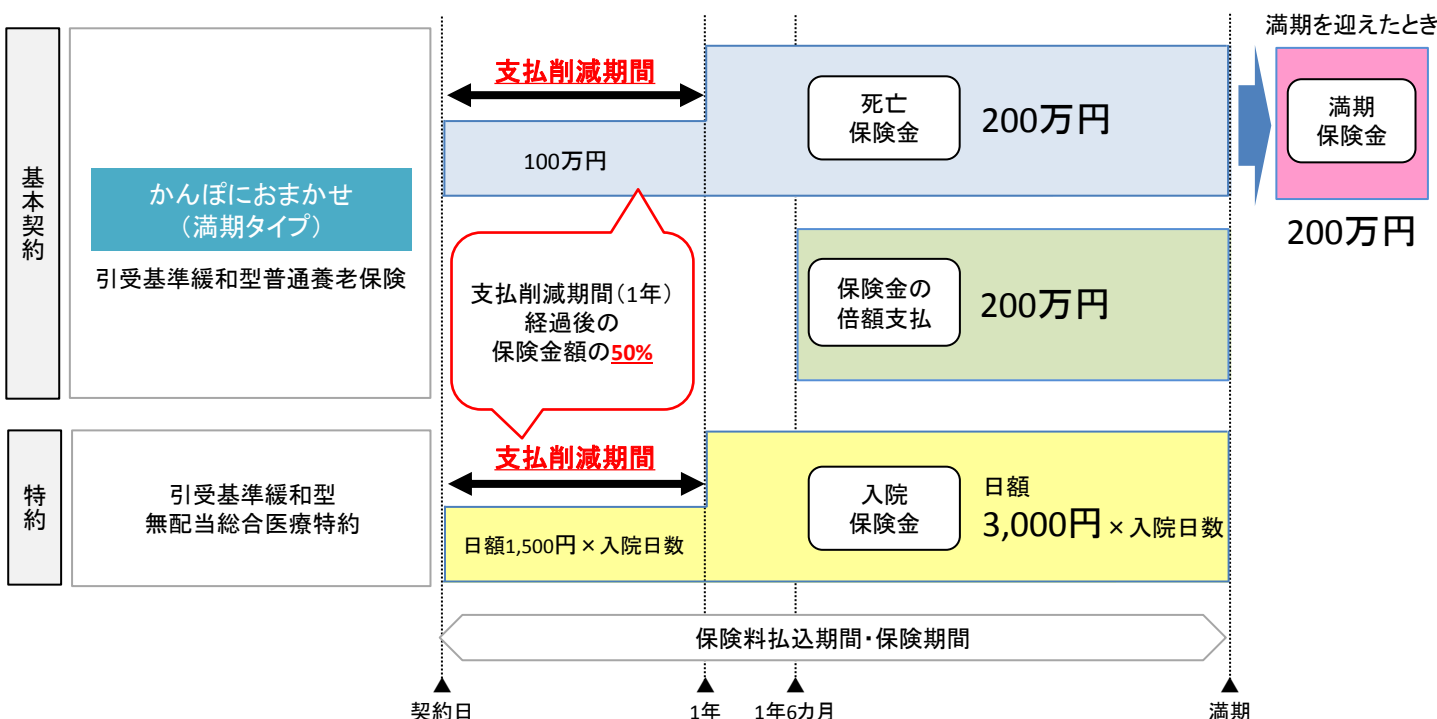 満期を迎えたとき
基本契約
かんぽにおまかせ
（満期タイプ）
引受基準緩和型普通養老保険
支払削減期間
100万円
死亡
保険金
200万円
満期
保険金
200万円
支払削減期間（1年）
経過後の
保険金額の50%
保険金の
倍額支払
200万円
特約
引受基準緩和型
無配当総合医療特約
支払削減期間
日額1,500円×入院日数
入院
保険金
日額
3,000円×入院日数
保険料払込期間・保険期間
契約日
1年
1年6カ月
満期